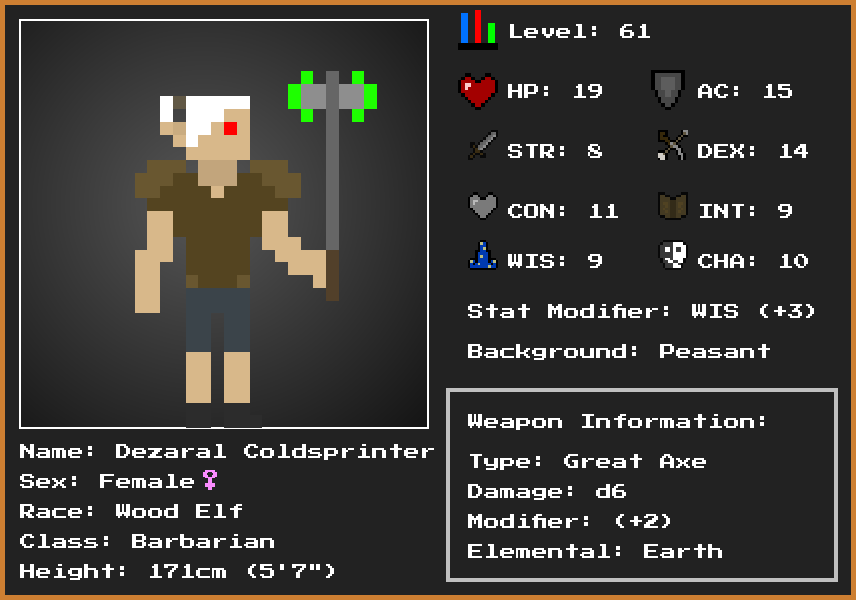 Level: 61
HP: 19
AC: 15
STR: 8
DEX: 14
CON: 11
INT: 9
WIS: 9
CHA: 10
Stat Modifier: WIS (+3)
Background: Peasant
Weapon Information:
Type: Great Axe
Damage: d6
Modifier: (+2)
Elemental: Earth
Name: Dezaral Coldsprinter
Sex: Female♀
Race: Wood Elf
Class: Barbarian
Height: 171cm (5'7")